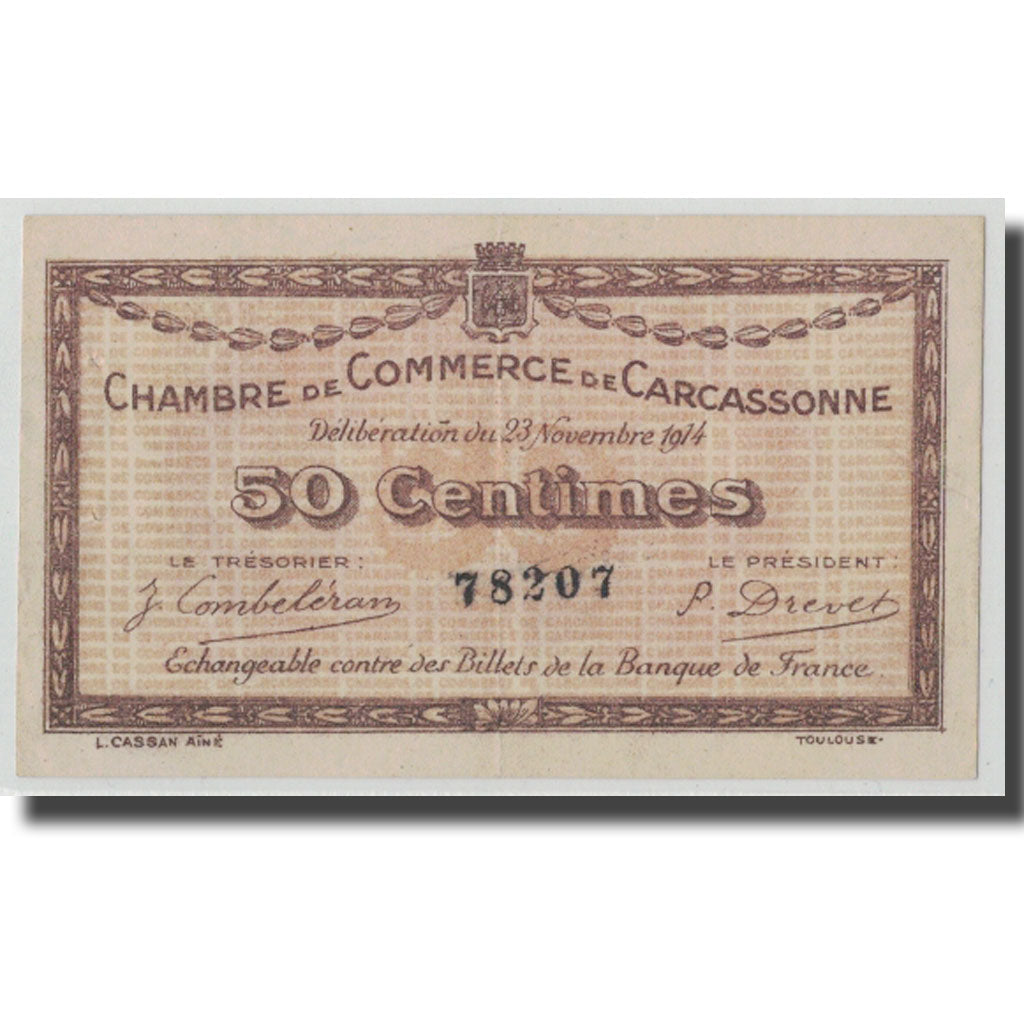 CHAMBRE DE COMMERCE DE CARCASSONNE
Délibération du 23 Novembre 1914
50 Centimes
LE TRÉSORIER :
LE PRÉSIDENT :
J. Combeléran
78207
P. Drevet
Echangeable contre des Billets de la Banque de France.
L. CASSAN AîNÉ
TOULOUSE-